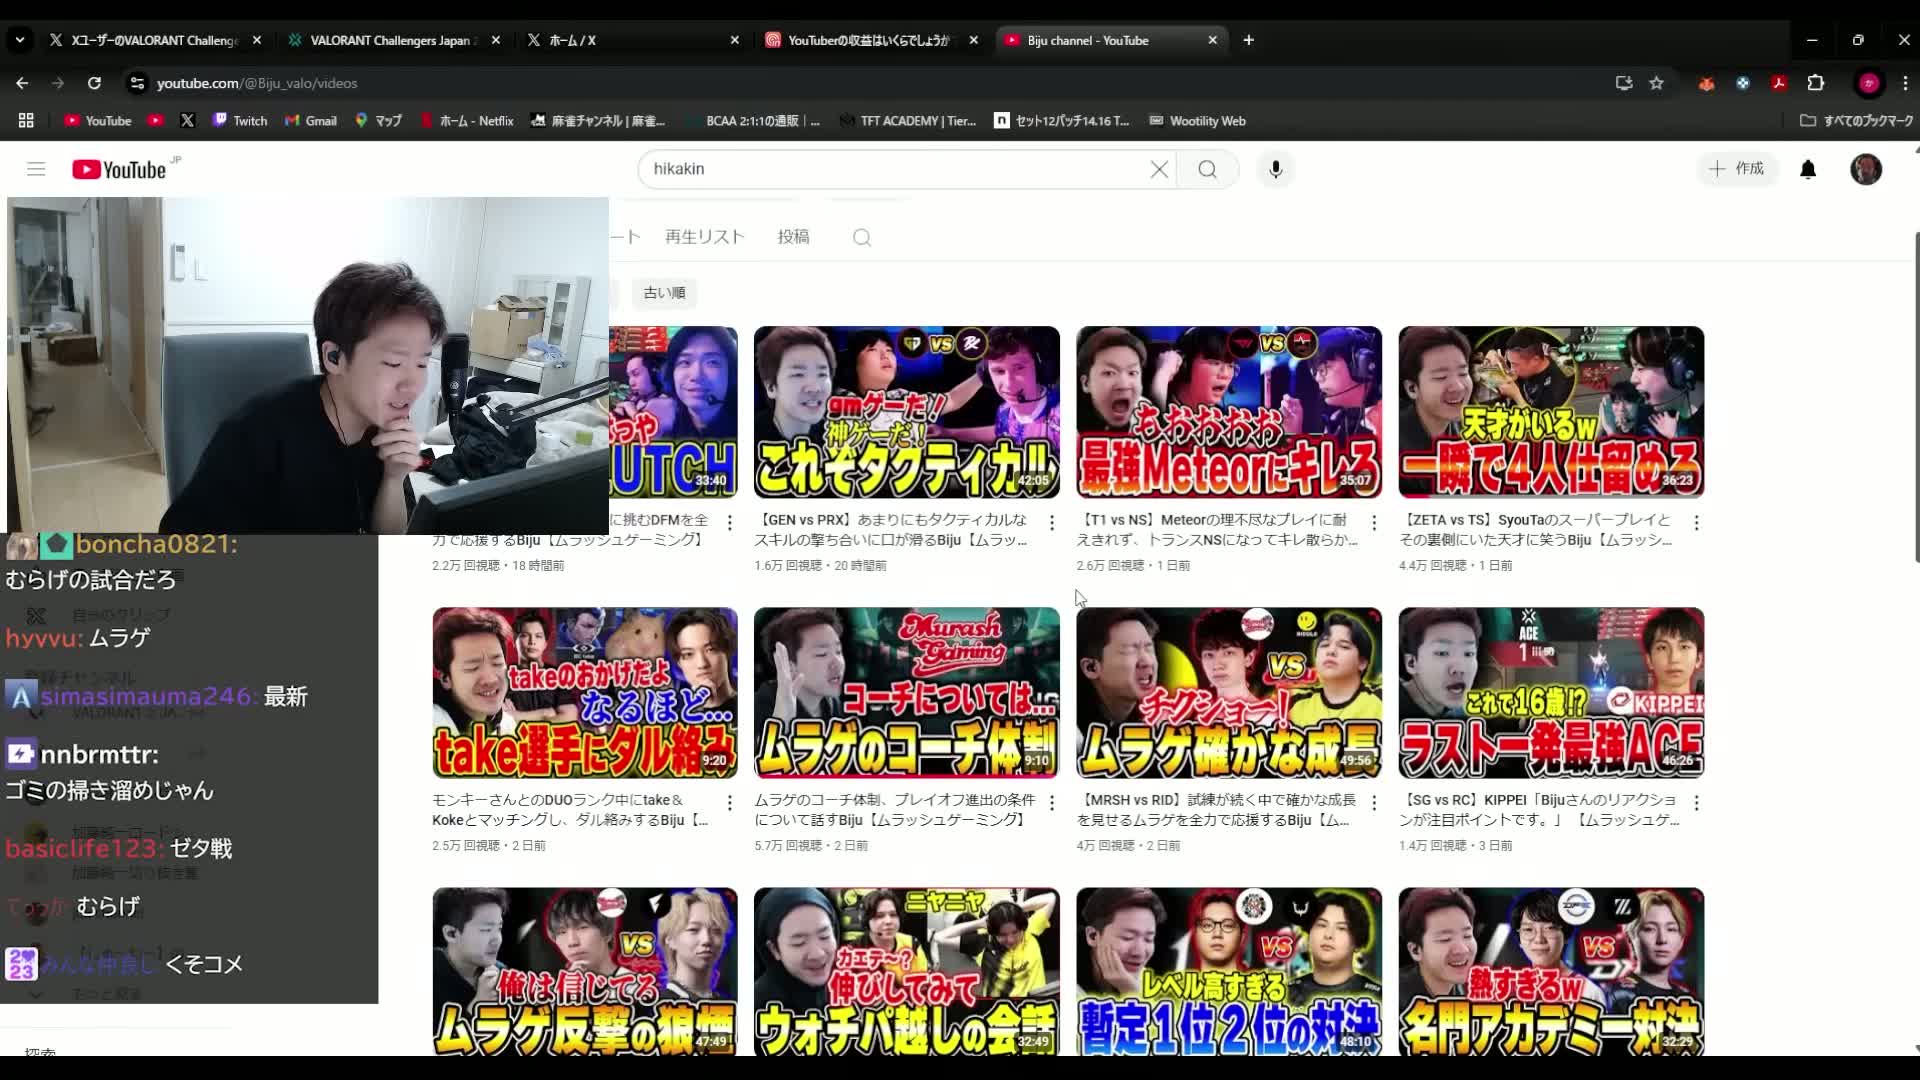 XユーザーのVALORANT Challenge
VALORANT Challengers Japan 2
ホーム / X
YouTuberの収益はいくらでしょうか
Biju channel - YouTube
youtube.com/@Biju_valo/videos
YouTube
Twitch
Gmail
マップ
ホーム - Netflix
麻雀チャンネル | 麻雀...
BCAA 2:1:1の通販 | ...
TFT ACADEMY | Tier...
セット12パッチ14.16 T...
Wootility Web
すべてのブックマーク
YouTube JP
hikakin
作成
ート
再生リスト
投稿
古い順
UTCH
33:40
VS
gmゲーだ!
神ゲーだ!
これぞタクティカル
42:05
VS
もおおおお
最強Meteorにキレる
35:07
天才がいるw
一瞬で4人仕留める
36:23
に挑むDFMを全
力で応援するBiju【ムラッシュゲーミング】
2.2万 回視聴・18 時間前
【GEN vs PRX】あまりにもタクティカルな
スキルの撃ち合いに口が滑るBiju【ムラッ...
1.6万 回視聴・20 時間前
【T1 vs NS】Meteorの理不尽なプレイに耐
えきれず、トランスNSになってキレ散らか...
2.6万 回視聴・1 日前
【ZETA vs TS】SyouTaのスーパープレイと
その裏側にいた天才に笑うBiju【ムラッシ...
4.4万 回視聴・1 日前
boncha0821:
むらげの試合だろ
自分のクリップ
hyvvu: ムラゲ
simasimauma246: 最新
nnbrmttr:
ゴミの掃き溜めじゃん
basiclife123: ゼタ戦
加藤純一切り抜き集
てっつか むらげ
みんな仲良し くそコメ
もっと見る
探索
takeのおかげだよ
なるほど...
take選手にダル絡み
9:20
Murash Gaming
コーチについては...
ムラゲのコーチ体制
9:10
VS
チクショー!
ムラゲ確かな成長
49:56
ACE
これで16歳!?
KIPPEI
ラスト一発最強ACE
46:26
モンキーさんとのDUOランク中にtake＆
Kokeとマッチングし、ダル絡みするBiju【...
2.5万 回視聴・2 日前
ムラゲのコーチ体制、プレイオフ進出の条件
について話すBiju【ムラッシュゲーミング】
5.7万 回視聴・2 日前
【MRSH vs RID】試練が続く中で確かな成長
を見せるムラゲを全力で応援するBiju【ム...
4万 回視聴・2 日前
【SG vs RC】KIPPEI「Bijuさんのリアクショ
ンが注目ポイントです。」 【ムラッシュゲ...
1.4万 回視聴・3 日前
VS
俺は信じてる
ムラゲ反撃の狼煙
47:49
ニヤニヤ
カエデ〜?
伸びしてみて
ウォチパ越しの会話
32:49
VS
レベル高すぎる
暫定1位2位の対決
48:10
VS
熱すぎるw
名門アカデミー対決
32:29